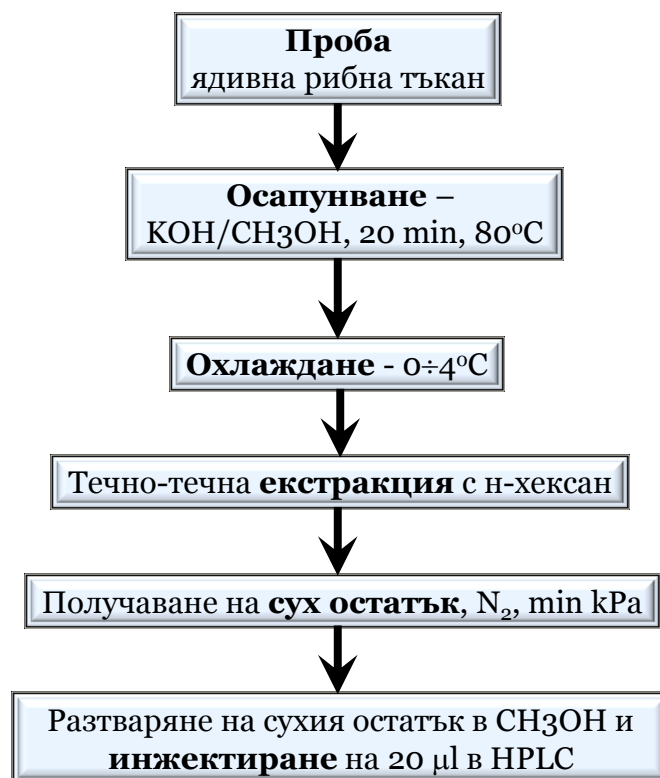 Проба
ядивна рибна тъкан
Осапунване –
KOH/CH3OH, 20 min, 80°C
Охлаждане - 0÷4°C
Течно-течна екстракция с н-хексан
Получаване на сух остатък, N₂, min kPa
Разтваряне на сухия остатък в CH3OH и
инжектиране на 20 μl в HPLC